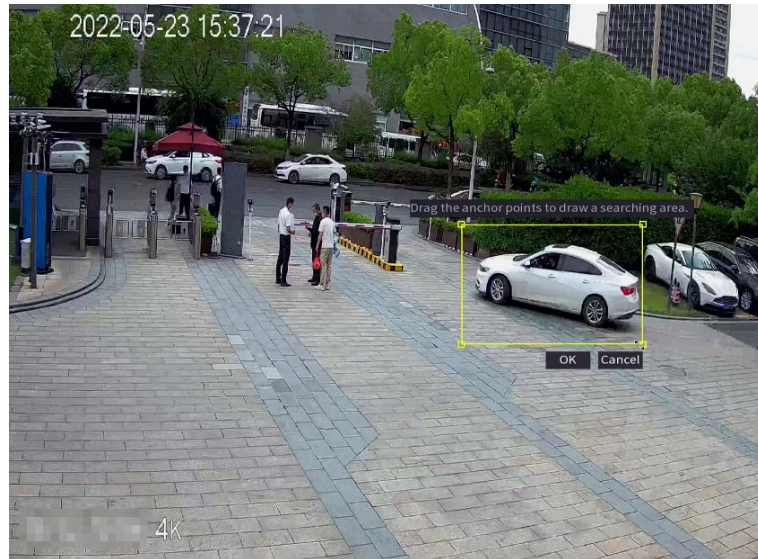 2022-05-23 15:37:21
Drag the anchor points to draw a searching area.
OK Cancel
4K